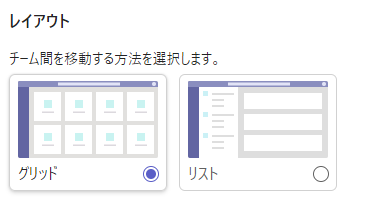 レイアウト
チーム間を移動する方法を選択します。
グリッド
リスト